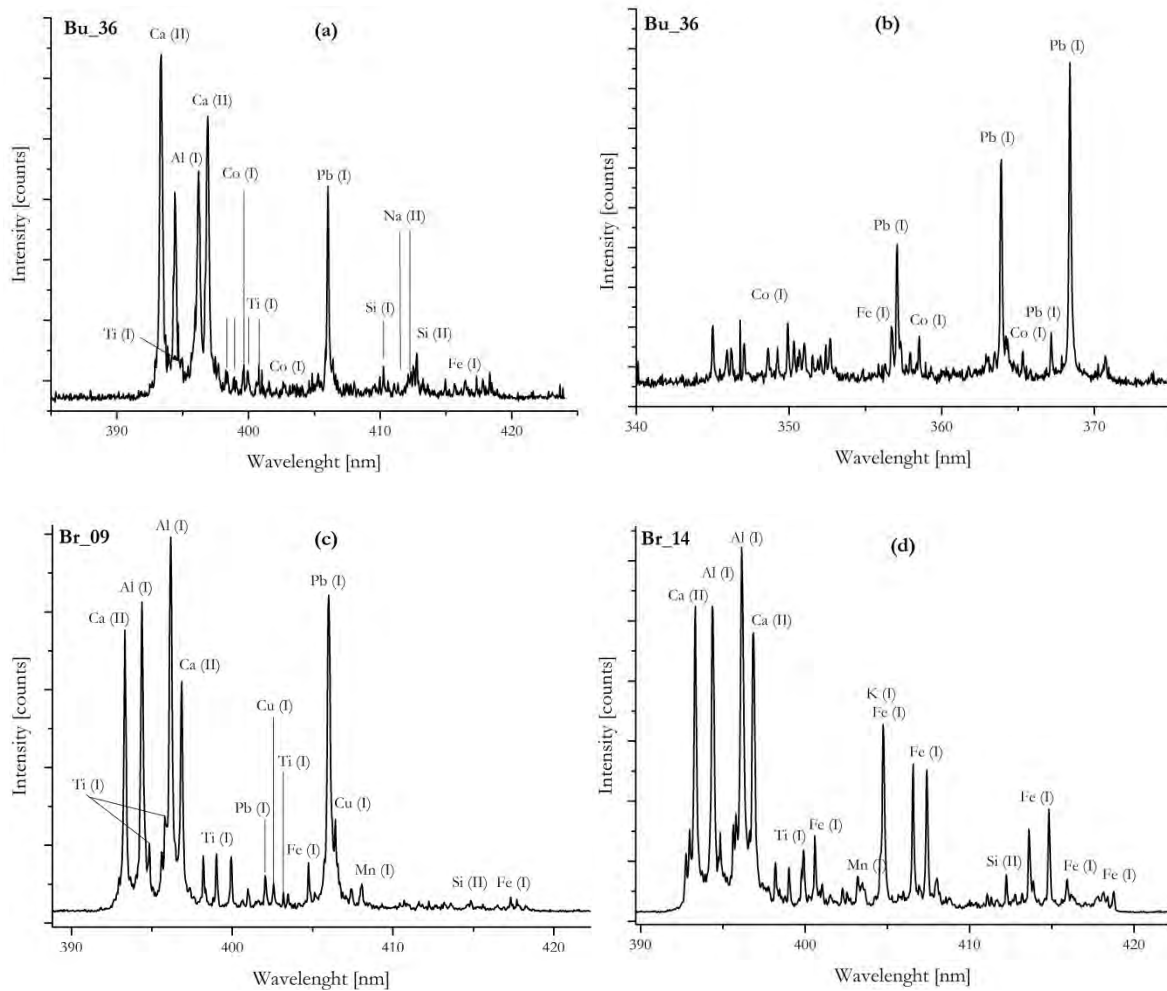 Bu_36
(a)
Ca (II)
Ca (II)
Al (I)
Co (I)
Pb (I)
Na (II)
Ti (I)
Ti (I)
Co (I)
Si (I)
Si (II)
Fe (I)
Intensity [counts]
390 400 410 420
Wavelenght [nm]
Bu_36
(b)
Pb (I)
Pb (I)
Pb (I)
Co (I)
Fe (I)
Co (I)
Pb (I)
Co (I)
Intensity [counts]
340 350 360 370
Wavelenght [nm]
Br_09
(c)
Al (I)
Al (I)
Pb (I)
Ca (II)
Ca (II)
Cu (I)
Ti (I)
Ti (I)
Pb (I)
Cu (I)
Ti (I)
Fe (I)
Mn (I)
Si (II)
Fe (I)
Intensity [counts]
390 400 410 420
Wavelenght [nm]
Br_14
(d)
Al (I)
Al (I)
Ca (II)
Ca (II)
K (I)
Fe (I)
Fe (I)
Fe (I)
Ti (I)
Fe (I)
Mn (I)
Si (II)
Fe (I)
Fe (I)
Intensity [counts]
390 400 410 420
Wavelenght [nm]